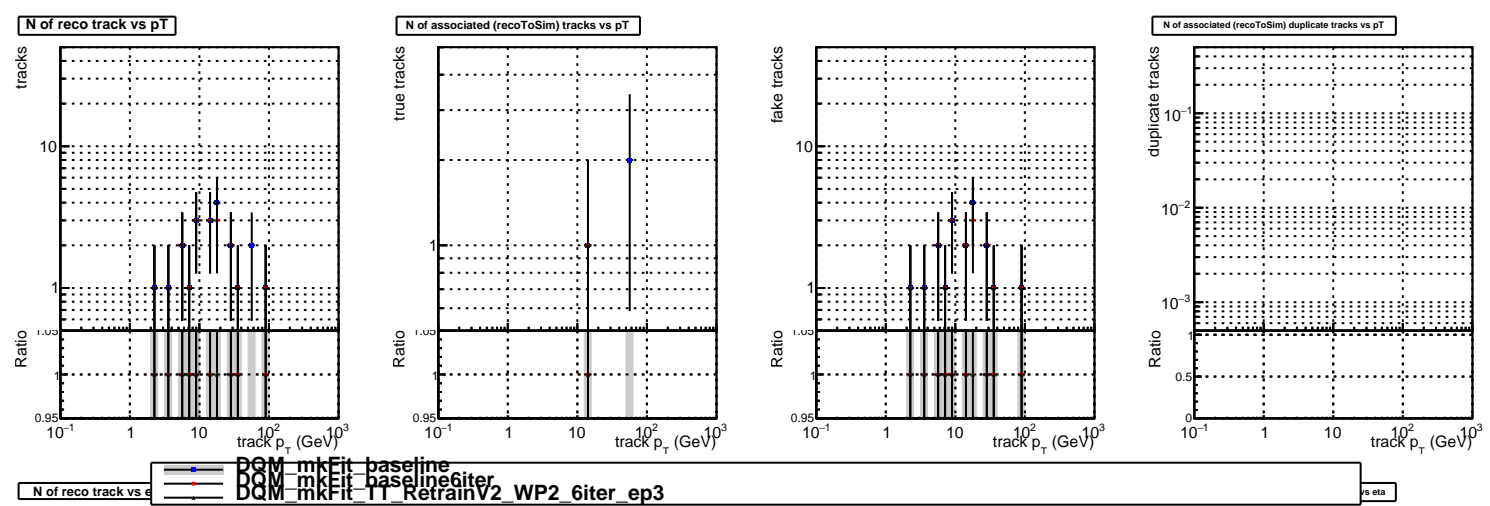 N of reco track vs pT
N of associated (recoToSim) tracks vs pT
N of associated (recoToSim) duplicate tracks vs pT
tracks
10
1
Ratio
1.05
1
0.95
10⁻¹ 1 10 10² 10³
track p_T (GeV)
true tracks
1
Ratio
1.05
1
0.95
10⁻¹ 1 10 10² 10³
track p_T (GeV)
fake tracks
10
1
Ratio
1.05
1
0.95
10⁻¹ 1 10 10² 10³
track p_T (GeV)
duplicate tracks
10⁻¹
10⁻²
10⁻³
Ratio
1
0.5
0
10⁻¹ 1 10 10² 10³
track p_T (GeV)
DQM_mkFit_baseline
DQM_mkFit_baseline6iter
DQM_mkFit_TT_RetrainV2_WP2_6iter_ep3
N of reco track vs e
vs eta